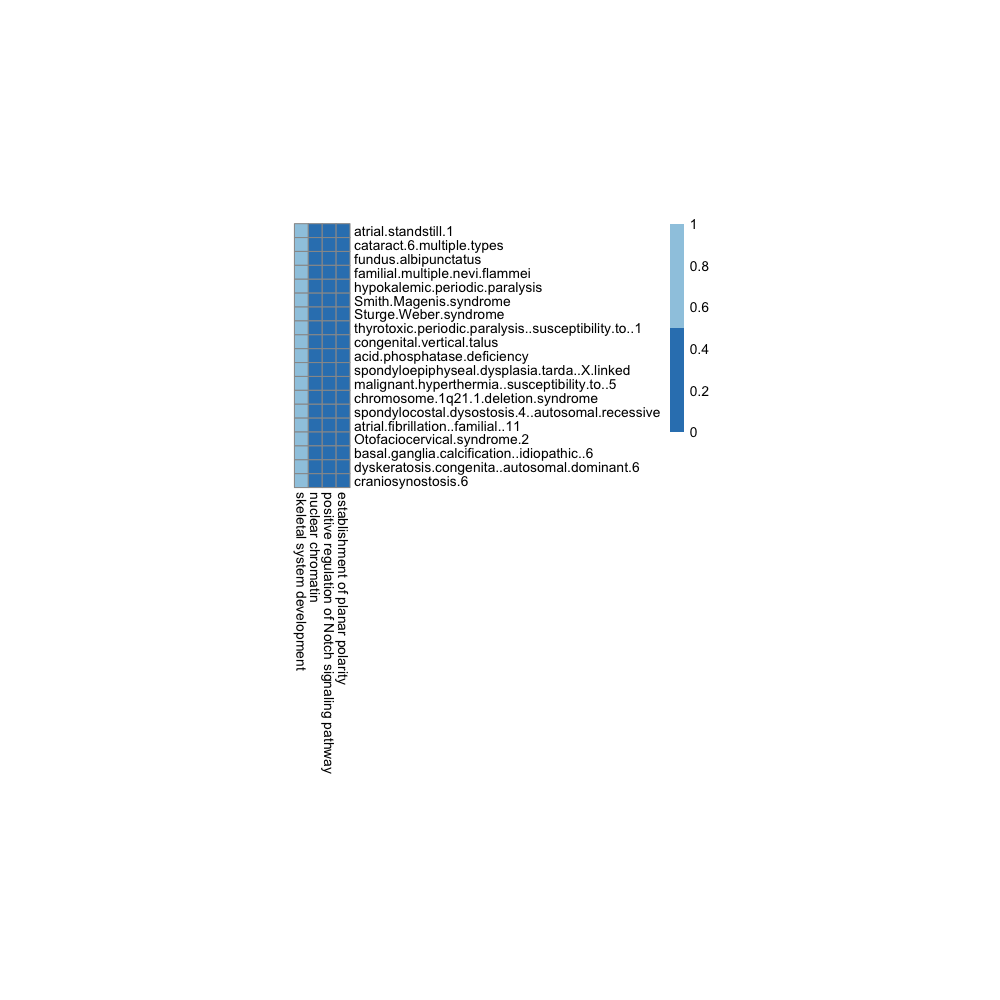 atrial.standstill.1
cataract.6.multiple.types
fundus.albipunctatus
familial.multiple.nevi.flammei
hypokalemic.periodic.paralysis
Smith.Magenis.syndrome
Sturge.Weber.syndrome
thyrotoxic.periodic.paralysis..susceptibility.to..1
congenital.vertical.talus
acid.phosphatase.deficiency
spondyloepiphyseal.dysplasia.tarda..X.linked
malignant.hyperthermia..susceptibility.to..5
chromosome.1q21.1.deletion.syndrome
spondylocostal.dysostosis.4..autosomal.recessive
atrial.fibrillation..familial..11
Otofaciocervical.syndrome.2
basal.ganglia.calcification..idiopathic..6
dyskeratosis.congenita..autosomal.dominant.6
craniosynostosis.6
skeletal system development
nuclear chromatin
positive regulation of Notch signaling pathway
establishment of planar polarity
1
0.8
0.6
0.4
0.2
0